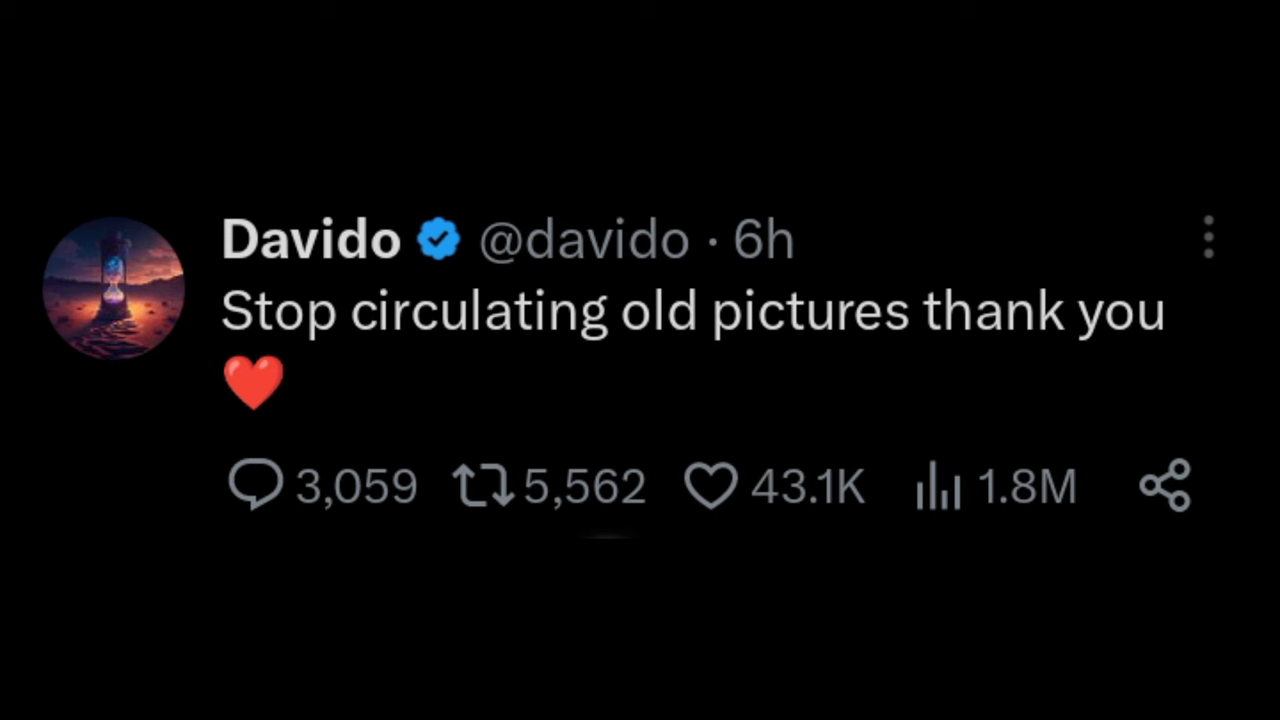 Davido @davido · 6h
Stop circulating old pictures thank you
❤️
3,059 5,562 43.1K 1.8M